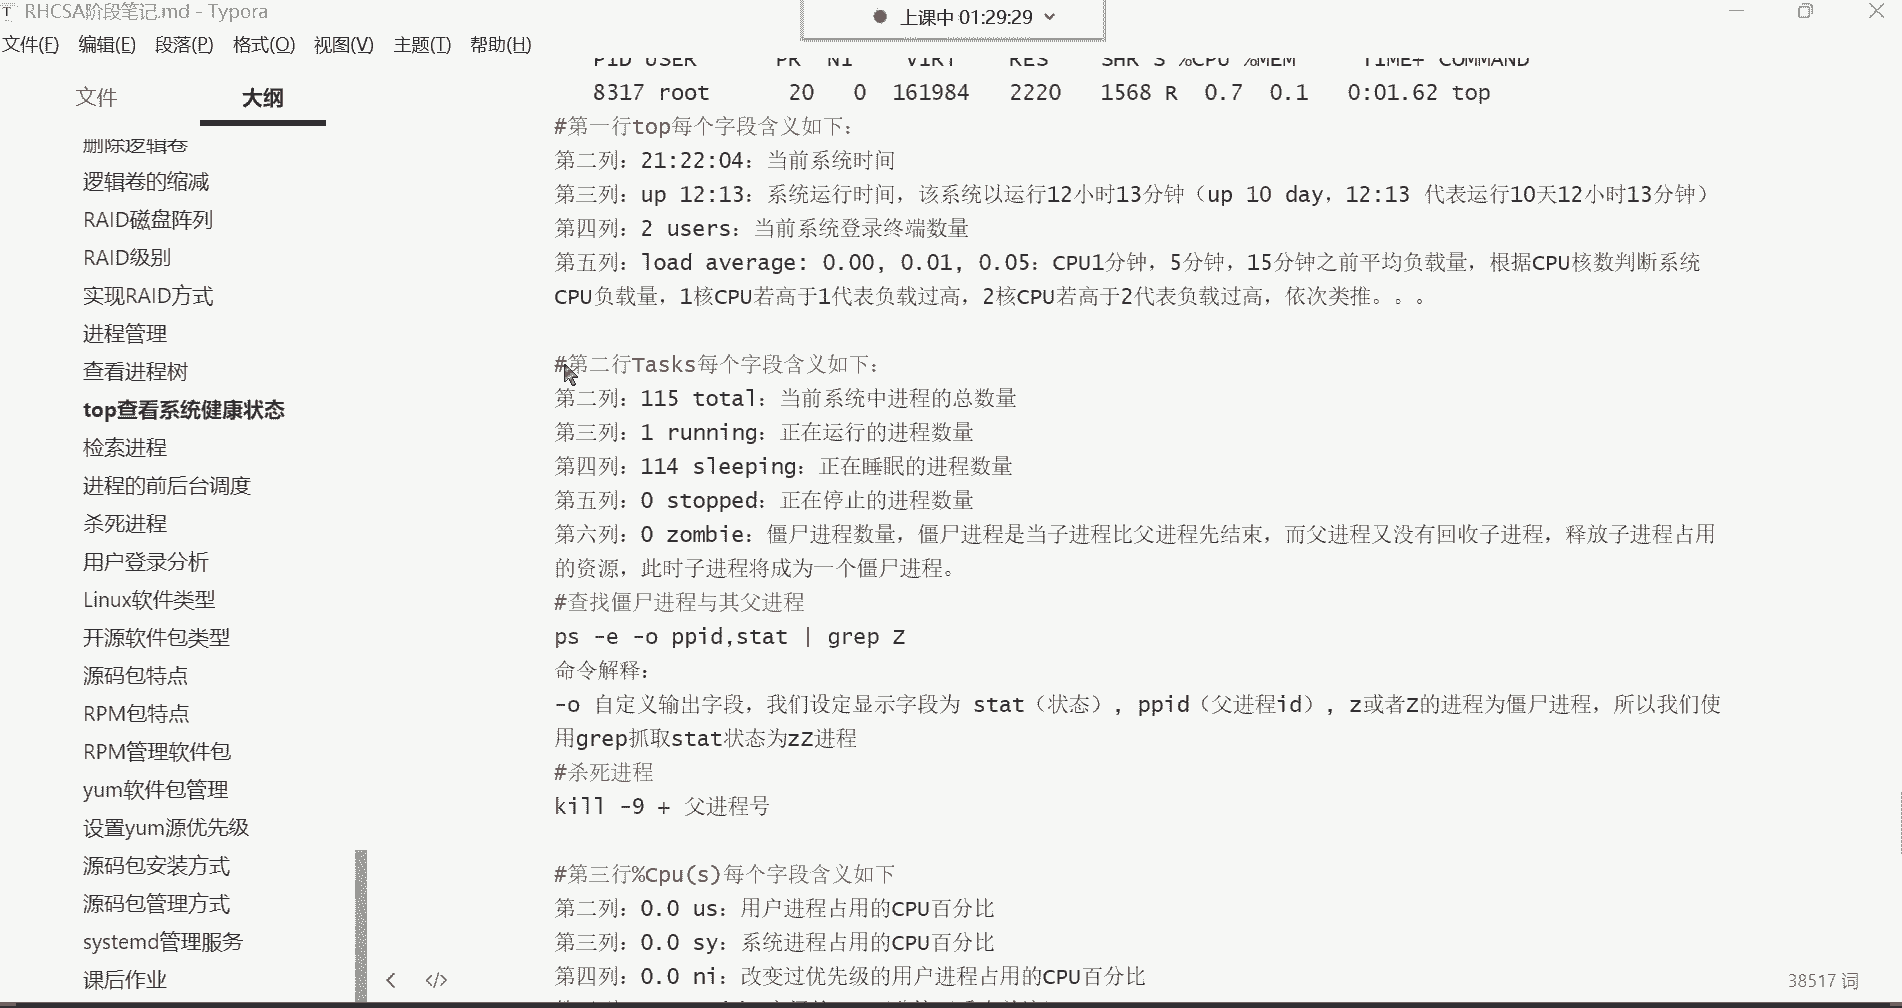 RHCSA阶段笔记.md - Typora
上课中 01:29:29
文件(F) 编辑(E) 段落(P) 格式(O) 视图(V) 主题(T) 帮助(H)
文件 大纲
删除逻辑卷
逻辑卷的缩减
RAID磁盘阵列
RAID级别
实现RAID方式
进程管理
查看进程树
top查看系统健康状态
检索进程
进程的前后台调度
杀死进程
用户登录分析
Linux软件类型
开源软件包类型
源码包特点
RPM包特点
RPM管理软件包
yum软件包管理
设置yum源优先级
源码包安装方式
源码包管理方式
systemd管理服务
课后作业
PID USER PR NI VIRT RES SHR S %CPU %MEM TIME+ COMMAND
8317 root 20 0 161984 2220 1568 R 0.7 0.1 0:01.62 top
#第一行top每个字段含义如下：
第二列：21:22:04：当前系统时间
第三列：up 12:13：系统运行时间，该系统以运行12小时13分钟（up 10 day，12:13 代表运行10天12小时13分钟）
第四列：2 users：当前系统登录终端数量
第五列：load average: 0.00, 0.01, 0.05：CPU1分钟，5分钟，15分钟之前平均负载量，根据CPU核数判断系统
CPU负载量，1核CPU若高于1代表负载过高，2核CPU若高于2代表负载过高，依次类推。。。
#第二行Tasks每个字段含义如下：
第二列：115 total：当前系统中进程的总数量
第三列：1 running：正在运行的进程数量
第四列：114 sleeping：正在睡眠的进程数量
第五列：0 stopped：正在停止的进程数量
第六列：0 zombie：僵尸进程数量，僵尸进程是当子进程比父进程先结束，而父进程又没有回收子进程，释放子进程占用
的资源，此时子进程将成为一个僵尸进程。
#查找僵尸进程与其父进程
ps -e -o ppid,stat | grep Z
命令解释：
-o 自定义输出字段，我们设定显示字段为 stat（状态）, ppid（父进程id）, z或者Z的进程为僵尸进程，所以我们使
用grep抓取stat状态为zZ进程
#杀死进程
kill -9 + 父进程号
#第三行%Cpu(s)每个字段含义如下
第二列：0.0 us：用户进程占用的CPU百分比
第三列：0.0 sy：系统进程占用的CPU百分比
第四列：0.0 ni：改变过优先级的用户进程占用的CPU百分比
38517 词